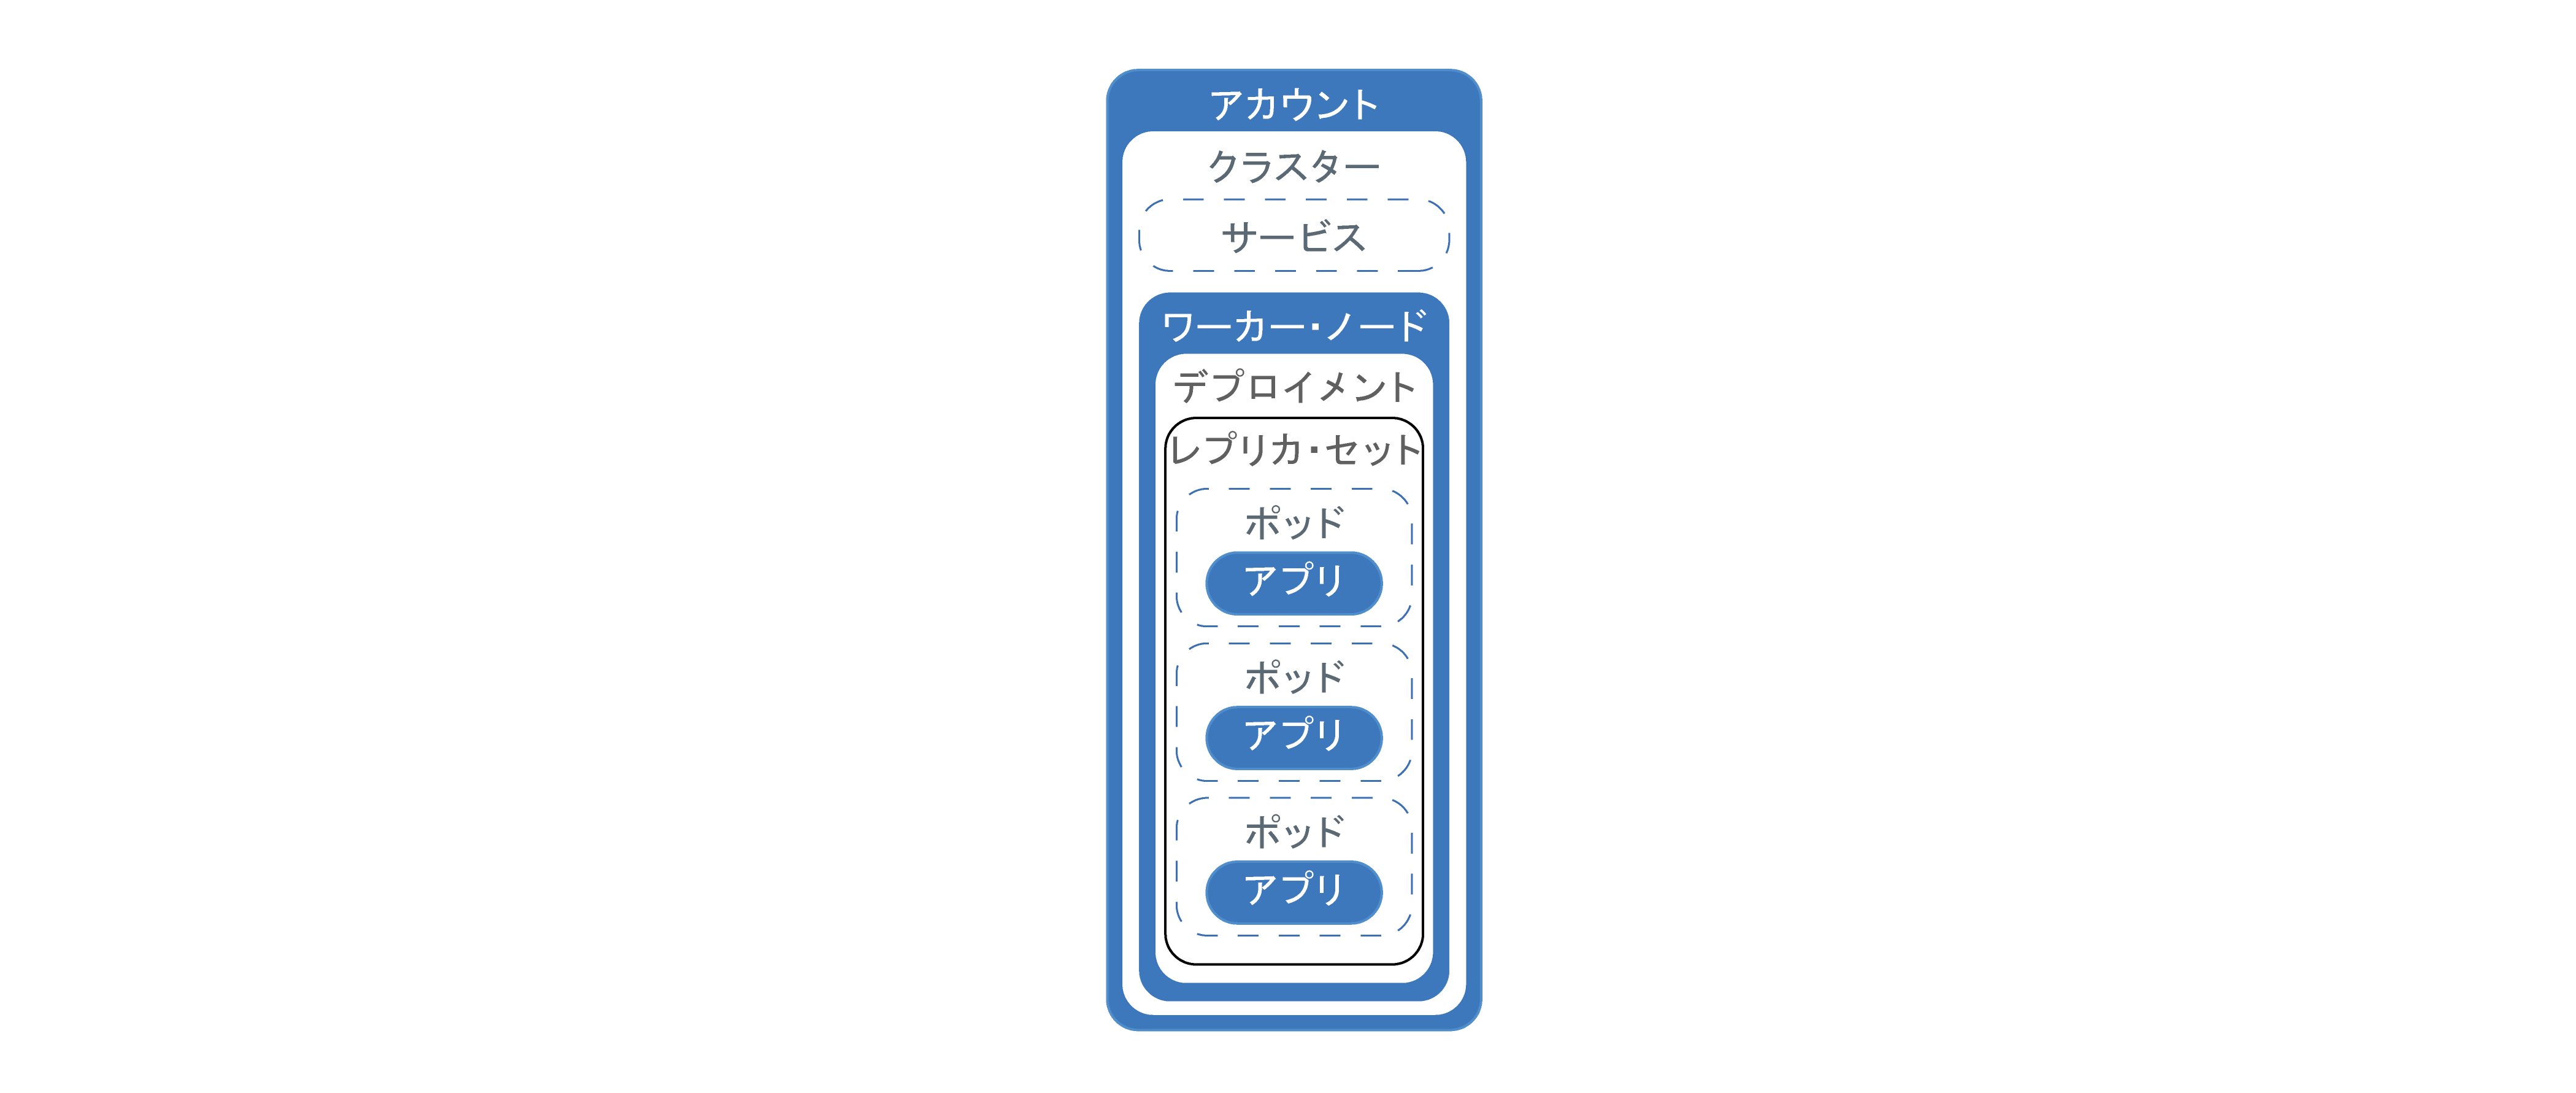 アカウント
クラスター
サービス
ワーカー・ノード
デプロイメント
レプリカ・セット
ポッド
アプリ
ポッド
アプリ
ポッド
アプリ